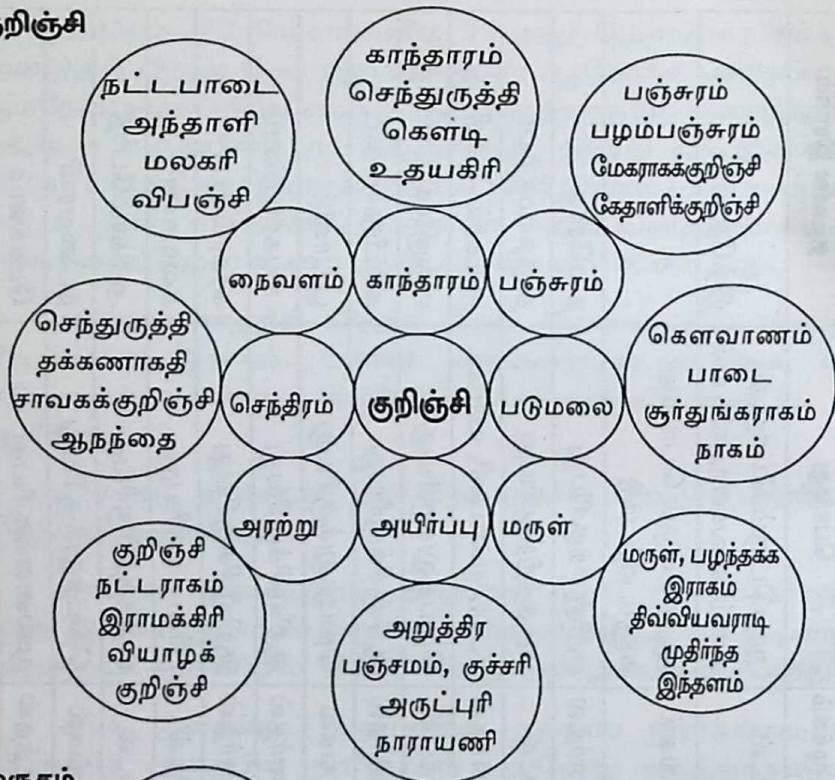 குறிஞ்சி
நட்டபாடை
அந்தாளி
மலகரி
விபஞ்சி
காந்தாரம்
செந்துருத்தி
கௌடி
உதயகிரி
பஞ்சுரம்
பழம்பஞ்சுரம்
மேகராகக்குறிஞ்சி
கேதாளிக்குறிஞ்சி
நைவளம்
காந்தாரம்
பஞ்சுரம்
செந்துருத்தி
தக்கணாகதி
சாவகக்குறிஞ்சி
ஆநந்தை
செந்திரம்
குறிஞ்சி
படுமலை
கௌவாணம்
பாடை
சூர்துங்கராகம்
நாகம்
அரற்று
அயிர்ப்பு
மருள்
குறிஞ்சி
நட்டராகம்
இராமக்கிரி
வியாழக்
குறிஞ்சி
அறுத்திர
பஞ்சமம், குச்சரி
அருட்புரி
நாராயணி
மருள், பழந்தக்க
இராகம்
திவ்வியவராடி
முதிர்ந்த
இந்தளம்